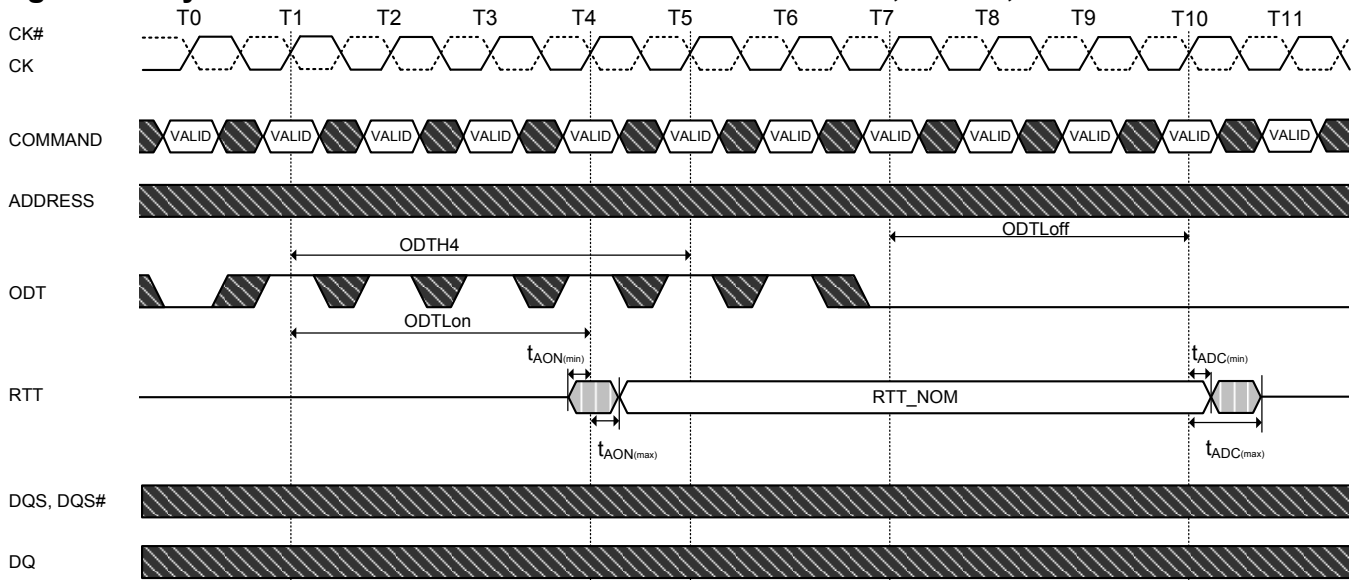 T0 T1 T2 T3 T4 T5 T6 T7 T8 T9 T10 T11
CK#
CK
COMMAND VALID VALID VALID VALID VALID VALID VALID VALID VALID VALID VALID VALID
ADDRESS
ODTLoff
ODTH4
ODT
ODTLon
tAON(min) tADC(min)
RTT RTT_NOM
tAON(max) tADC(max)
DQS, DQS#
DQ